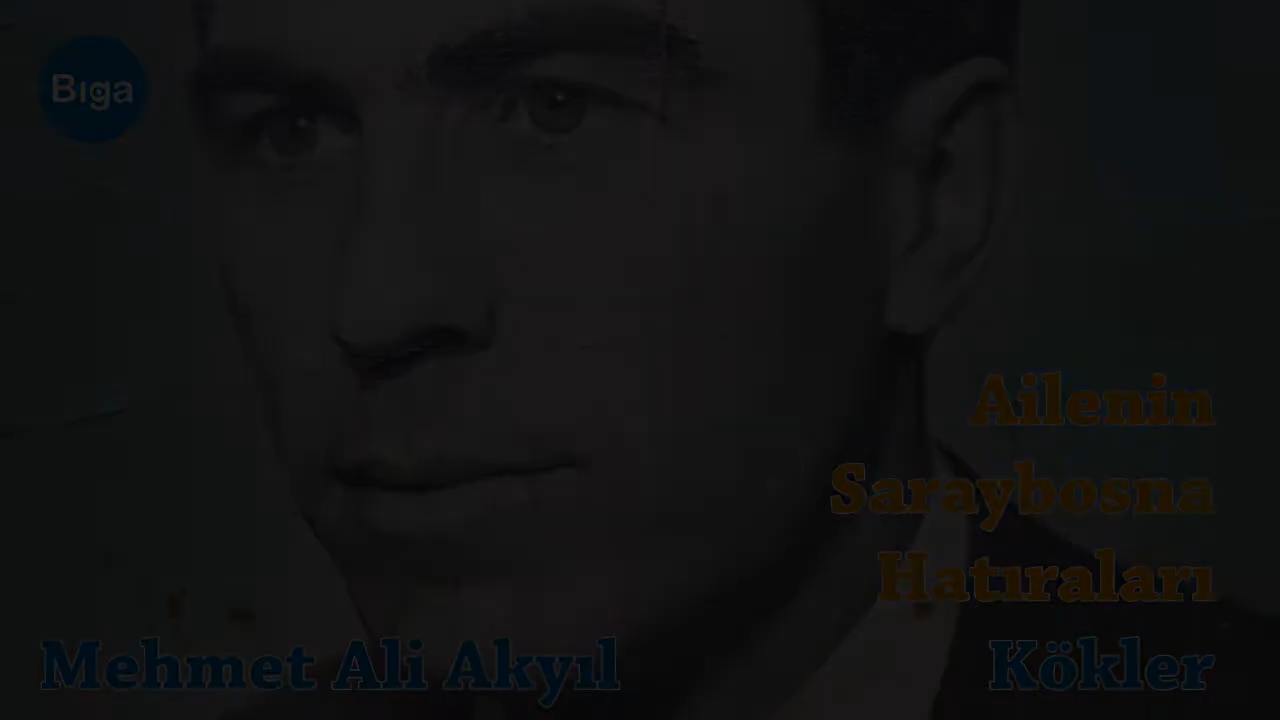 Bıga
Ailenin
Saraybosna
Hatıraları
Mehmet Ali Akyıl
Kökler